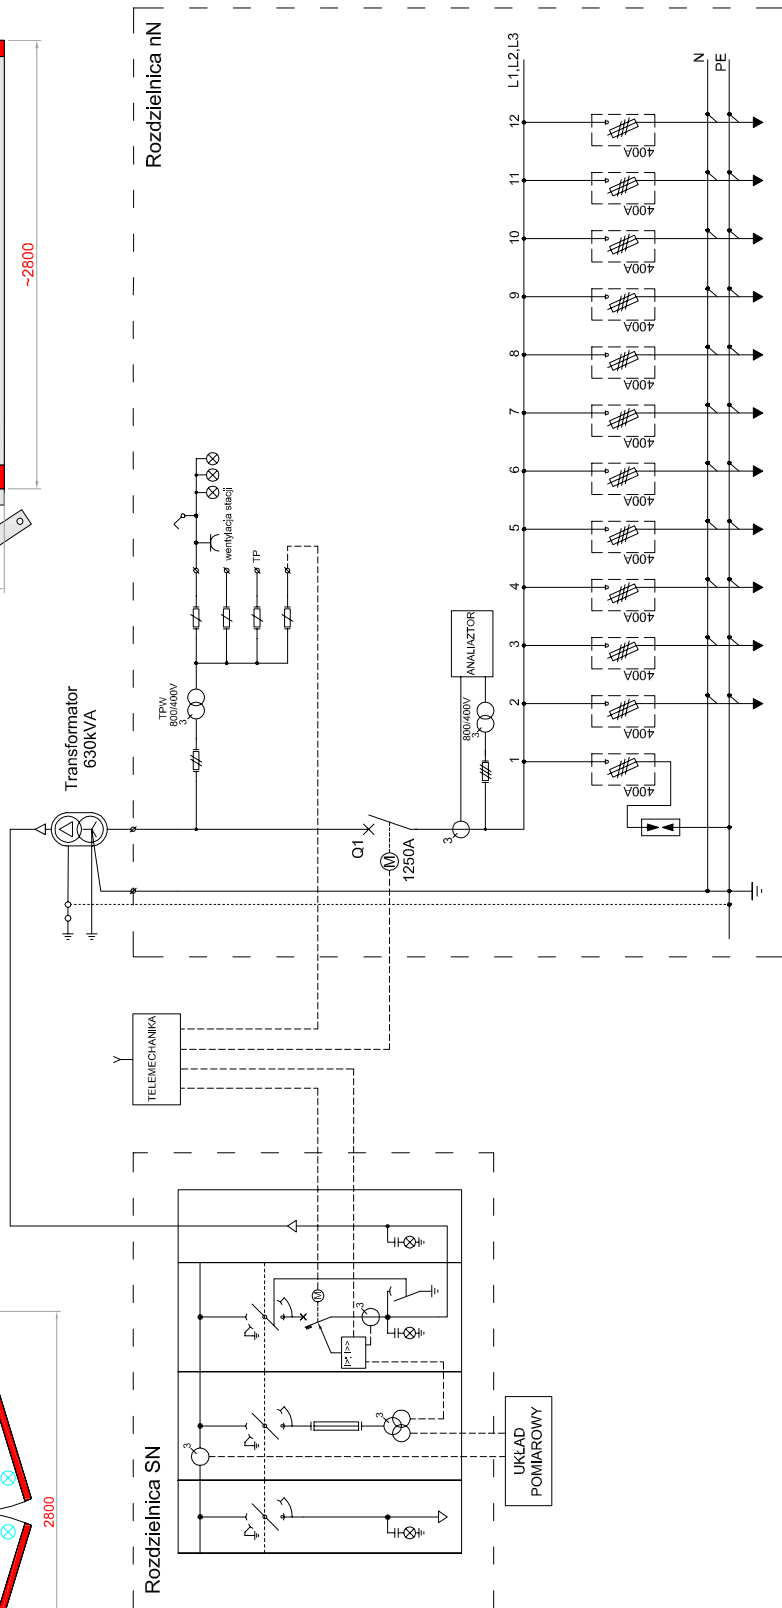 Rozdzielnica nN
~2800
L1,L2,L3
N
PE
12
400A
11
400A
10
400A
9
400A
8
400A
7
400A
6
400A
5
400A
4
400A
3
400A
2
400A
1
400A
wentylacja stacji
TP
TPW
800/400V
3
Transformator
630kVA
ANALIAZTOR
800/400V
3
3
Q1
M
1250A
TELEMECHANIKA
Rozdzielnica SN
M
3
I>, I>>
3
3
UKŁAD
POMIAROWY
2800